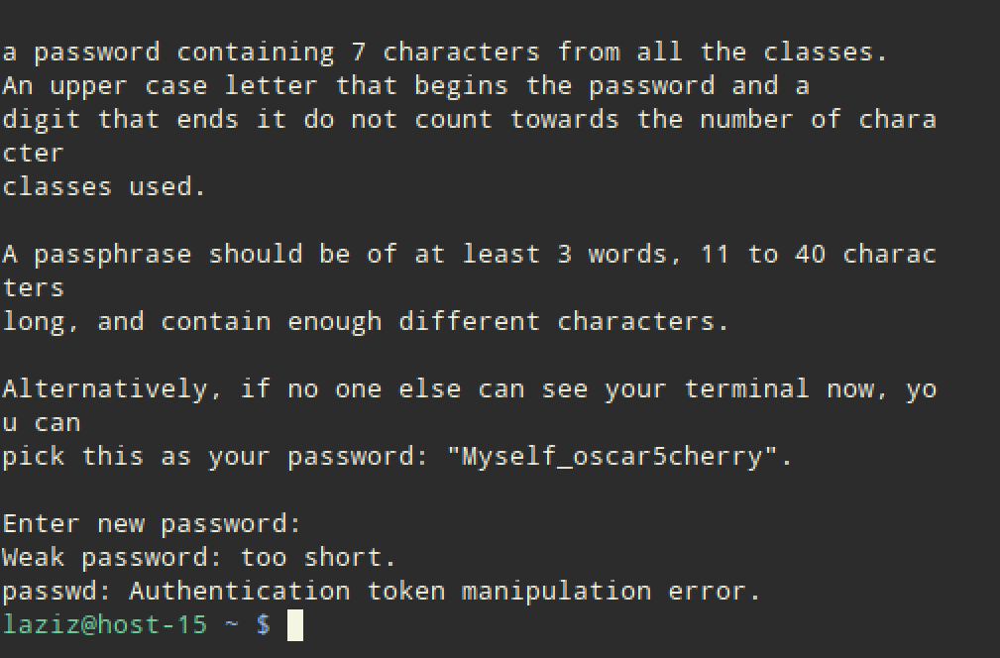 a password containing 7 characters from all the classes.
An upper case letter that begins the password and a
digit that ends it do not count towards the number of chara
cter
classes used.
A passphrase should be of at least 3 words, 11 to 40 charac
ters
long, and contain enough different characters.
Alternatively, if no one else can see your terminal now, yo
u can
pick this as your password: "Myself_oscar5cherry".
Enter new password:
Weak password: too short.
passwd: Authentication token manipulation error.
laziz@host-15 ~ $